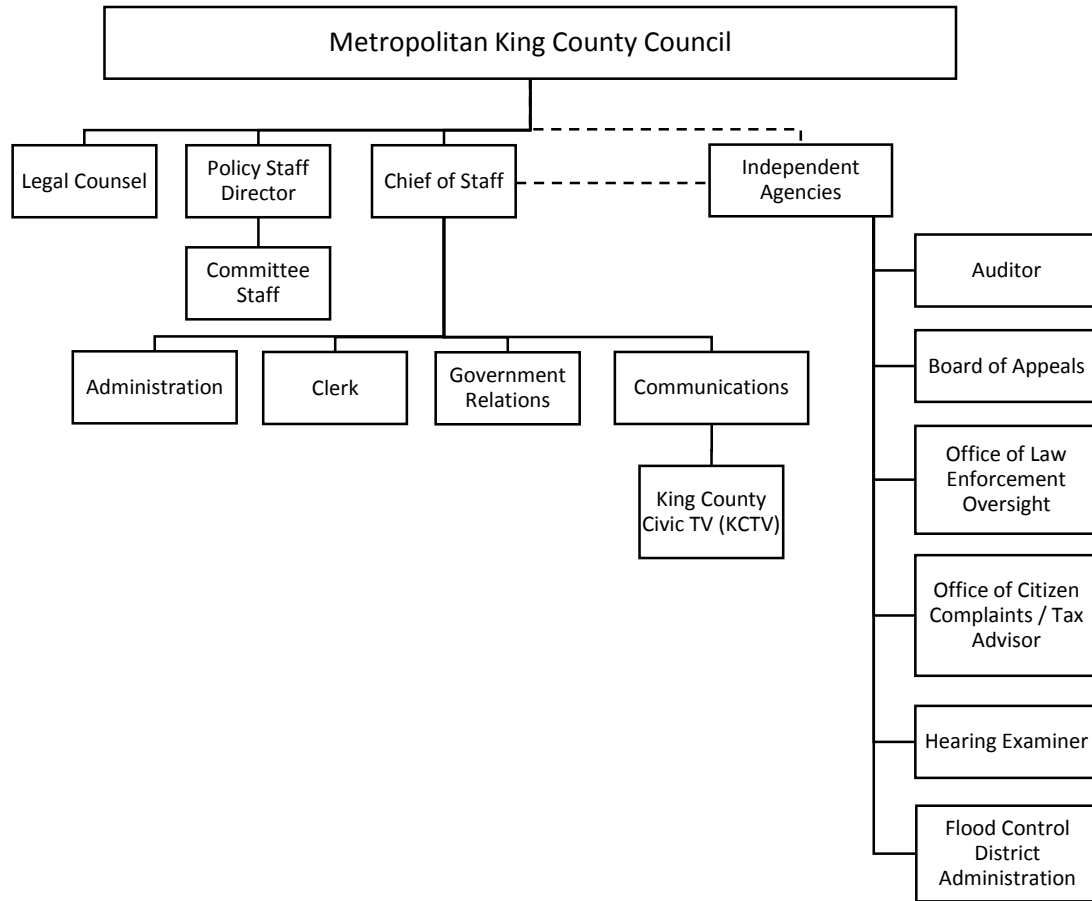 Metropolitan King County Council
Legal Counsel
Policy Staff
Director
Chief of Staff
Independent
Agencies
Committee
Staff
Auditor
Administration
Clerk
Government
Relations
Communications
Board of Appeals
King County
Civic TV (KCTV)
Office of Law
Enforcement
Oversight
Office of Citizen
Complaints / Tax
Advisor
Hearing Examiner
Flood Control
District
Administration